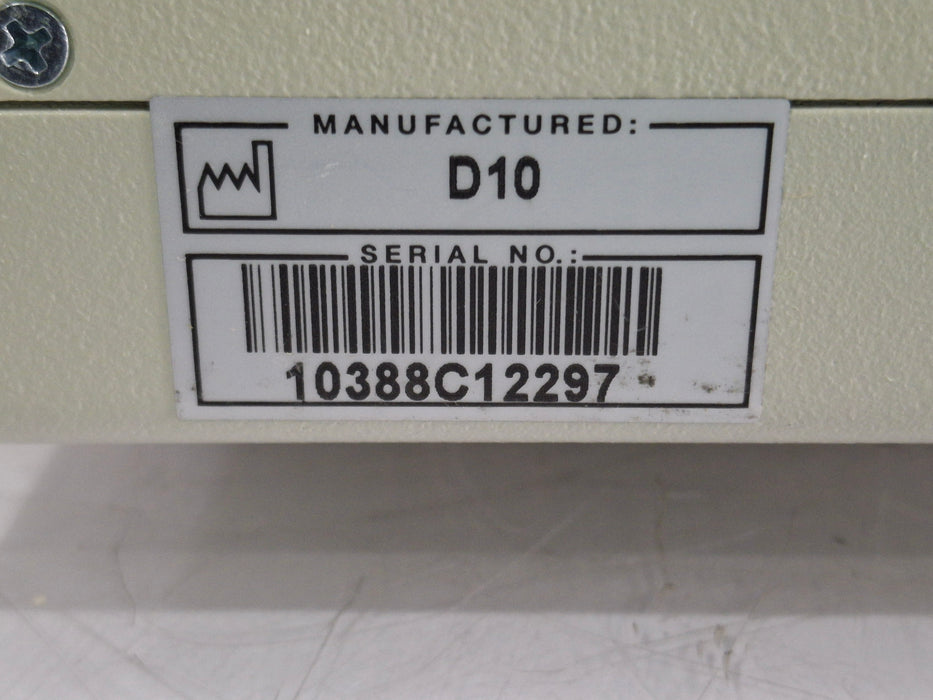 MANUFACTURED:
D10
SERIAL NO.:
10388C12297